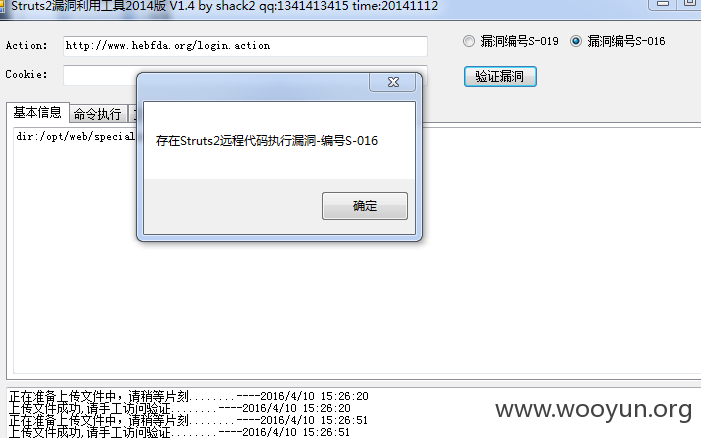 Struts2漏洞利用工具2014版 V1.4 by shack2 qq:1341413415 time:20141112
Action: http://www.hebfda.org/login.action
漏洞编号S-019 漏洞编号S-016
Cookie:
验证漏洞
基本信息 命令执行
dir:/opt/web/special
存在Struts2远程代码执行漏洞-编号S-016
确定
正在准备上传文件中，请稍等片刻........----2016/4/10 15:26:20
上传文件成功,请手工访问验证........----2016/4/10 15:26:20
正在准备上传文件中，请稍等片刻........----2016/4/10 15:26:51
上传文件成功,请手工访问验证........----2016/4/10 15:26:51
www.wooyun.org